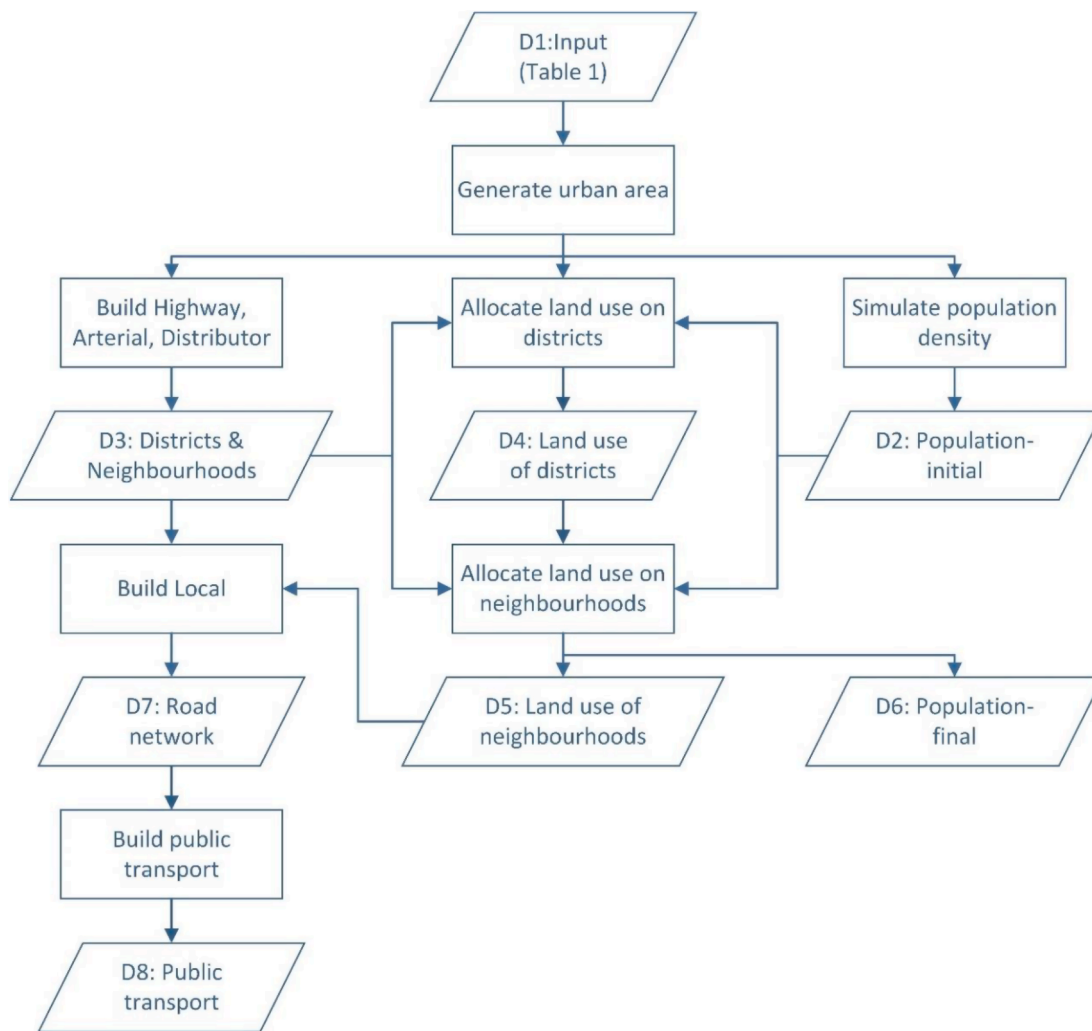 D1:Input
(Table 1)
Generate urban area
Build Highway,
Arterial, Distributor
Allocate land use on
districts
Simulate population
density
D3: Districts &
Neighbourhoods
D4: Land use
of districts
D2: Population-
initial
Build Local
Allocate land use on
neighbourhoods
D7: Road
network
D5: Land use of
neighbourhoods
D6: Population-
final
Build public
transport
D8: Public
transport